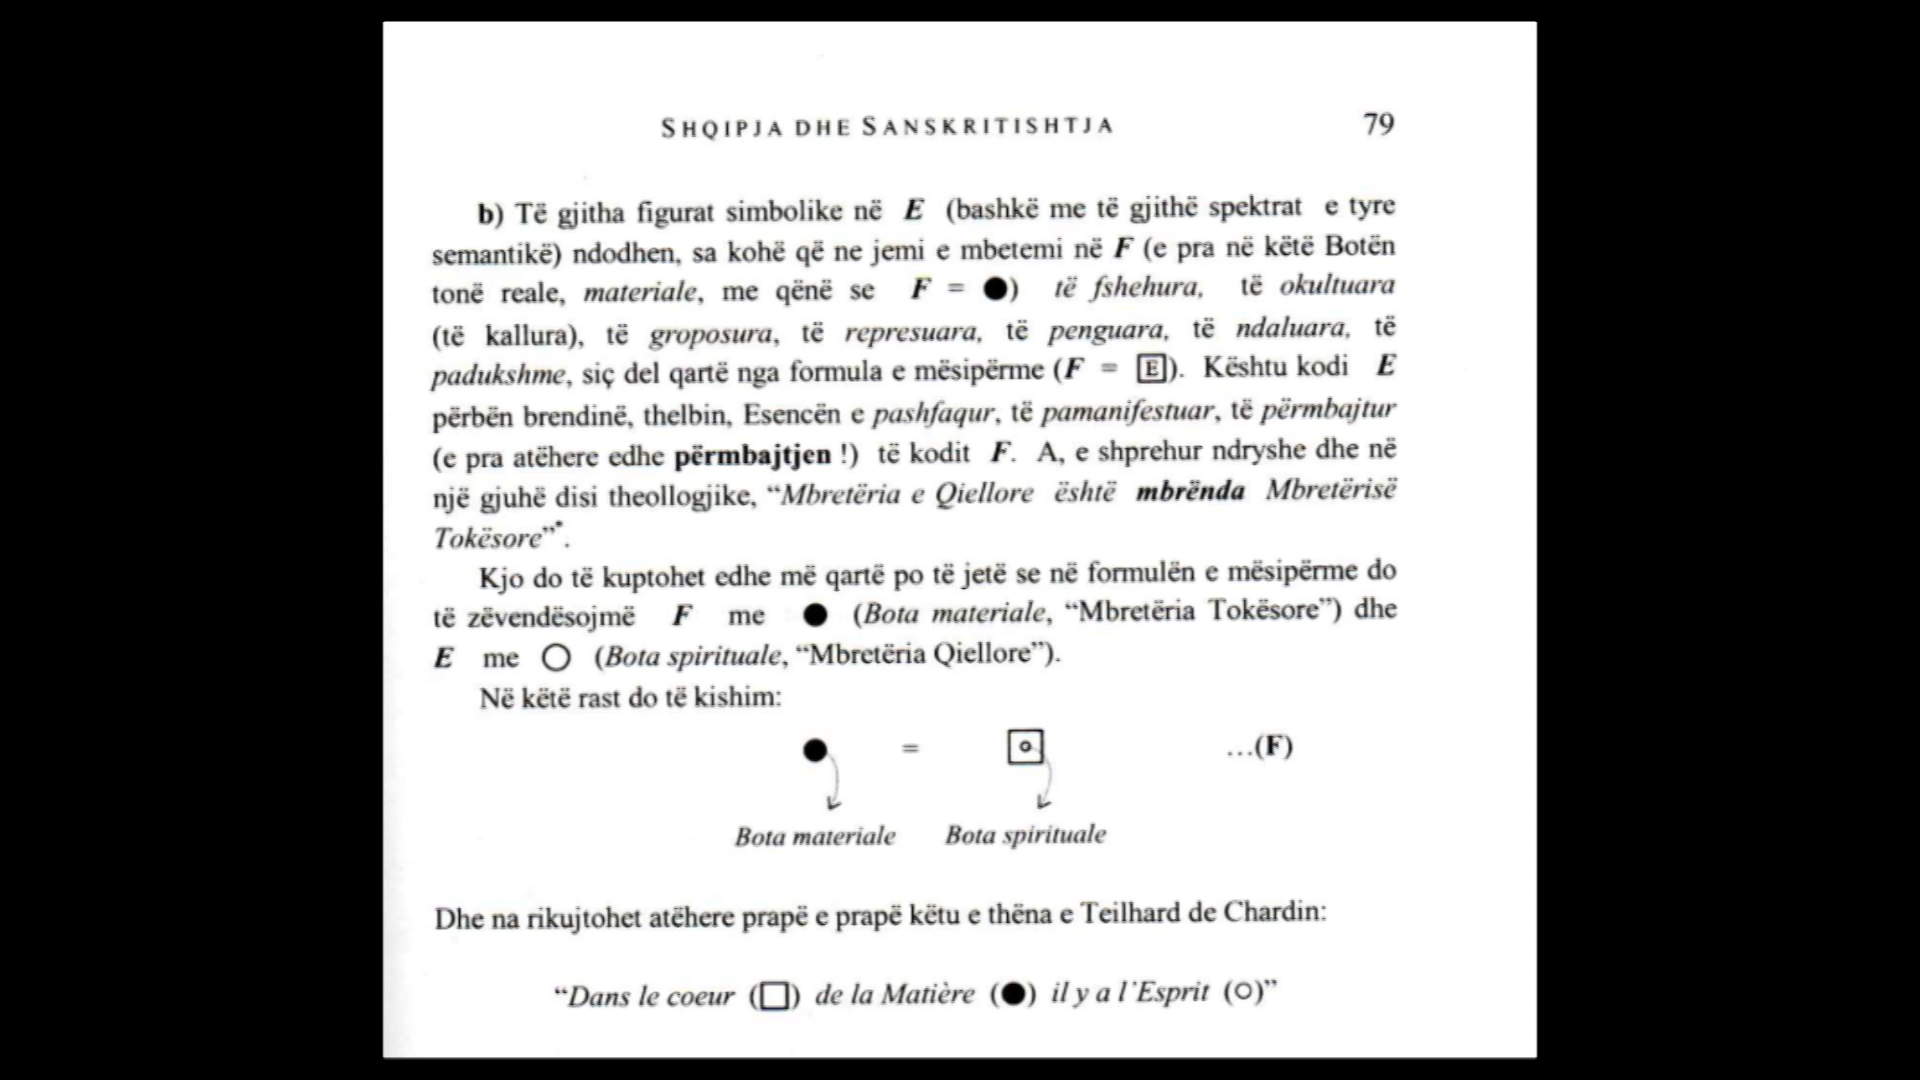 SHQIPJA DHE SANSKRITISHTJA 79
b) Të gjitha figurat simbolike në E (bashkë me të gjithë spektrat e tyre
semantikë) ndodhen, sa kohë që ne jemi e mbetemi në F (e pra në këtë Botën
tonë reale, materiale, me qënë se F = ●) të fshehura, të okultuara
(të kallura), të groposura, të represuara, të penguara, të ndaluara, të
padukshme, siç del qartë nga formula e mësipërme (F = 🄴). Kështu kodi E
përbën brendinë, thelbin, Esencën e pashfaqur, të pamanifestuar, të përmbajtur
(e pra atëhere edhe përmbajtjen !) të kodit F. A, e shprehur ndryshe dhe në
një gjuhë disi theollogjike, “Mbretëria e Qiellore është mbrënda Mbretërisë
Tokësore”*.
Kjo do të kuptohet edhe më qartë po të jetë se në formulën e mësipërme do
të zëvendësojmë F me ● (Bota materiale, “Mbretëria Tokësore”) dhe
E me ○ (Bota spirituale, “Mbretëria Qiellore”).
Në këtë rast do të kishim:
● = ⧇ ...(F)
Bota materiale Bota spirituale
Dhe na rikujtohet atëhere prapë e prapë këtu e thëna e Teilhard de Chardin:
“Dans le coeur (□) de la Matière (●) il y a l'Esprit (○)”